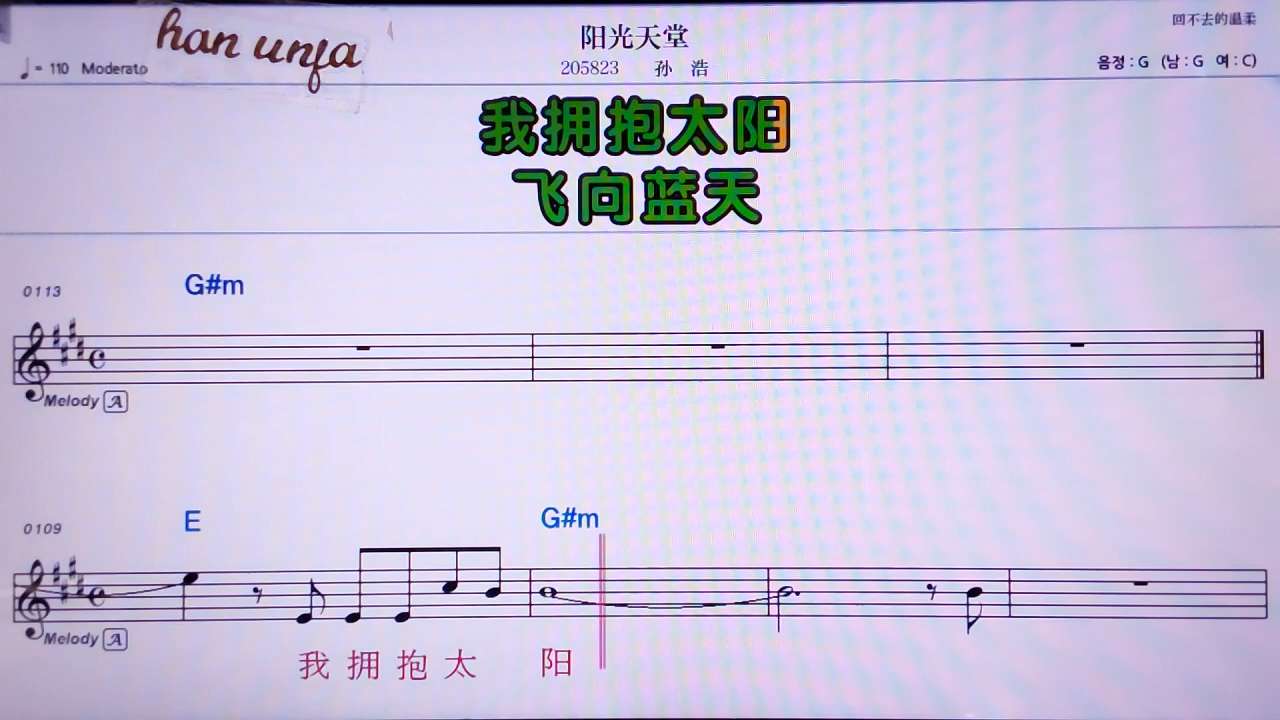 han unfa
阳光天堂
回不去的温柔
♩= 110 Moderato
205823 孙 浩
음정 : G (남 : G 여 : C)
我拥抱太阳
飞向蓝天
0113
G#m
Melody A
0109
E G#m
Melody A
我 拥 抱 太 阳